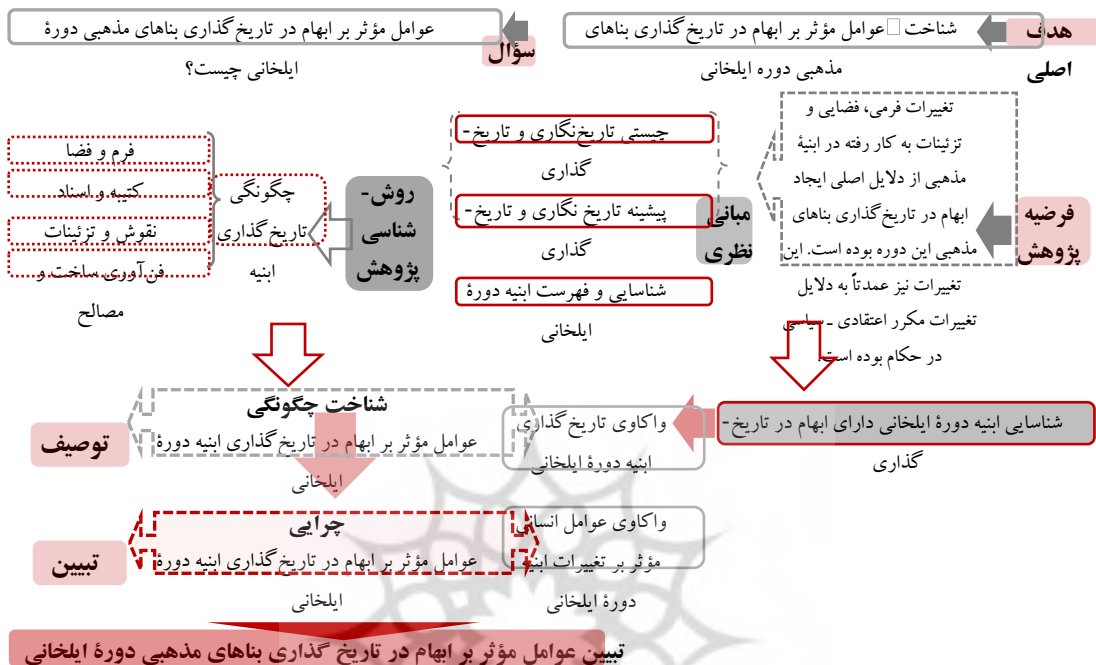 هدف
اصلی
شناخت عوامل مؤثر بر ابهام در تاریخ‌گذاری بناهای
مذهبی دوره ایلخانی
سؤال
عوامل مؤثر بر ابهام در تاریخ‌گذاری بناهای مذهبی دورهٔ
ایلخانی چیست؟
فرضیه
پژوهش
تغییرات فرمی، فضایی و
تزئینات به کار رفته در ابنیهٔ
مذهبی از دلایل اصلی ایجاد
ابهام در تاریخ‌گذاری بناهای
مذهبی این دوره بوده است. این
تغییرات نیز عمدتاً به دلایل
تغییرات مکرر اعتقادی ـ سیاسی
در حکام بوده است.
مبانی
نظری
چیستی تاریخ‌نگاری و تاریخ-
گذاری
پیشینه تاریخ نگاری و تاریخ-
گذاری
شناسایی و فهرست ابنیه دورهٔ
ایلخانی
روش-
شناسی
پژوهش
چگونگی
تاریخ‌گذاری
ابنیه
فرم و فضا
کتیبه و اسناد
نقوش و تزئینات
فن‌آوری ساخت و
مصالح
شناسایی ابنیه دورهٔ ایلخانی دارای ابهام در تاریخ-
گذاری
واکاوی تاریخ‌گذاری
ابنیه دورهٔ ایلخانی
شناخت چگونگی
عوامل مؤثر بر ابهام در تاریخ‌گذاری ابنیه دورهٔ
ایلخانی
توصیف
واکاوی عوامل انسانی
مؤثر بر تغییرات ابنیه
دورهٔ ایلخانی
چرایی
عوامل مؤثر بر ابهام در تاریخ‌گذاری ابنیه دورهٔ
ایلخانی
تبیین
تبیین عوامل مؤثر بر ابهام در تاریخ گذاری بناهای مذهبی دورهٔ ایلخانی